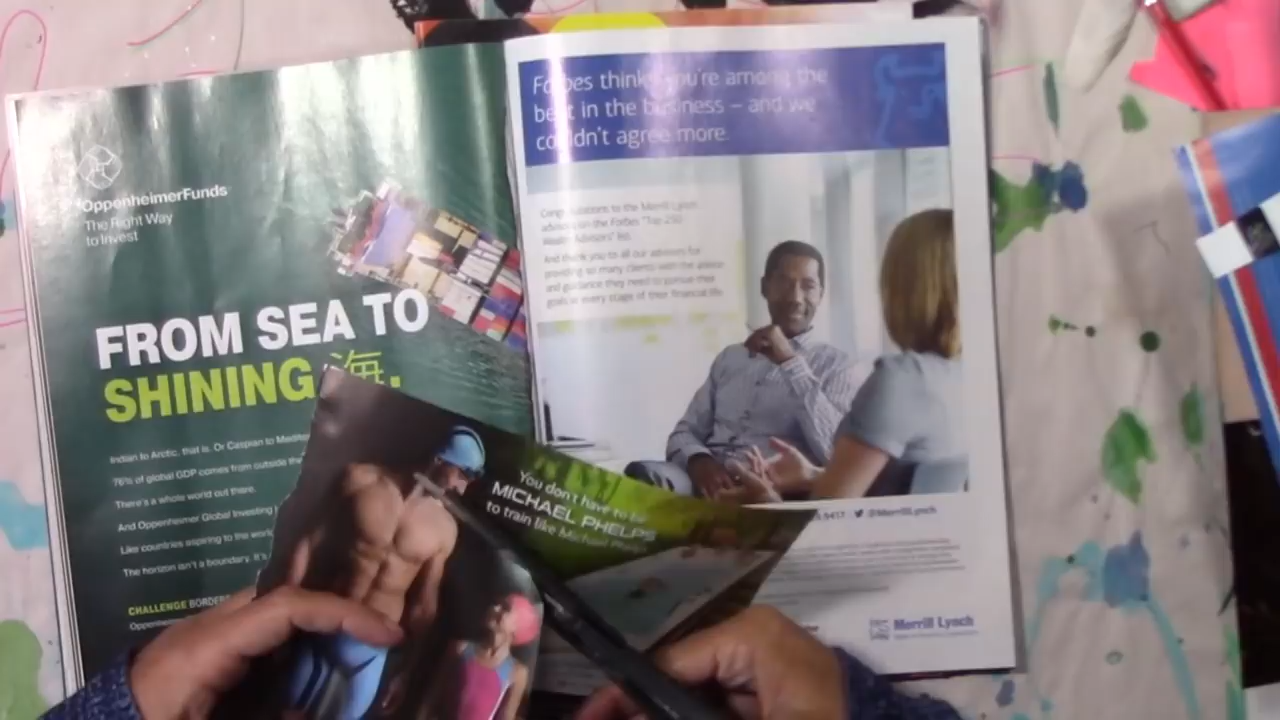 OppenheimerFunds
The Right Way
to Invest
FROM SEA TO
SHINING 海.
Indian to Arctic, that is. Or Caspian to
76% of global GDP comes from outside
There's a whole world out there.
And Oppenheimer Global Investing
Like countries aspiring to the
The horizon isn't a boundary. It's
CHALLENGE
Forbes think you're among the
best in the business – and we
couldn't agree more.
Congratulations to the Merrill Lynch
advisors on the Forbes "Top 250
Wealth Advisors" list.
And thank you to all our advisors for
providing so many clients with the advice
and guidance they need to pursue their
goals at every stage of their financial life.
.9417 @MerrillLynch
Merrill Lynch
You don't have to be
MICHAEL PHELPS
to train like Michael Phelps